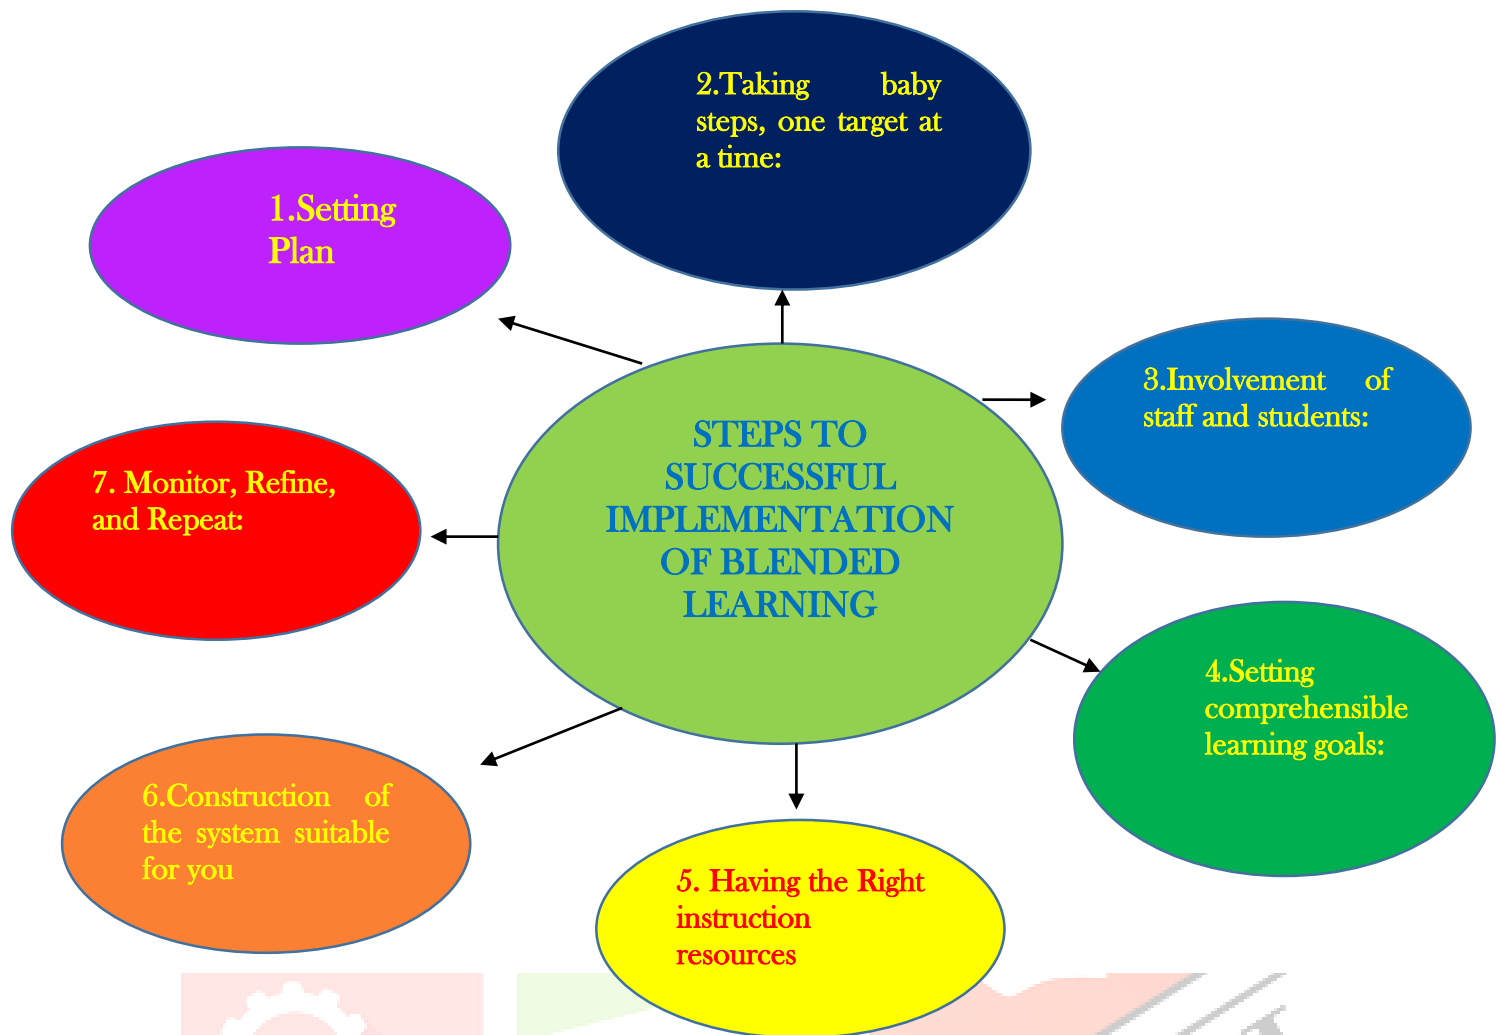 STEPS TO
SUCCESSFUL
IMPLEMENTATION
OF BLENDED
LEARNING
1.Setting
Plan
2.Taking baby
steps, one target at
a time:
3.Involvement of
staff and students:
4.Setting
comprehensible
learning goals:
5. Having the Right
instruction
resources
6.Construction of
the system suitable
for you
7. Monitor, Refine,
and Repeat: